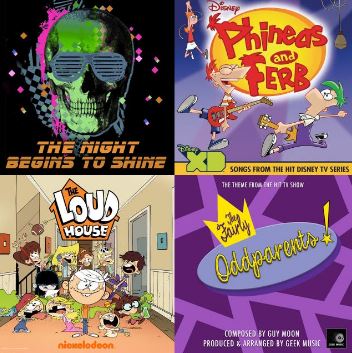 THE NIGHT
BEGINS TO SHINE
Disney
Phineas
and
FERB
Disney
XD
SONGS FROM THE HIT DISNEY TV SERIES
THE
LOUD
HOUSE
nickelodeon
THE THEME FROM THE HIT TV SHOW
The Fairly
Oddparents!
COMPOSED BY GUY MOON
PRODUCED & ARRANGED BY GEEK MUSIC